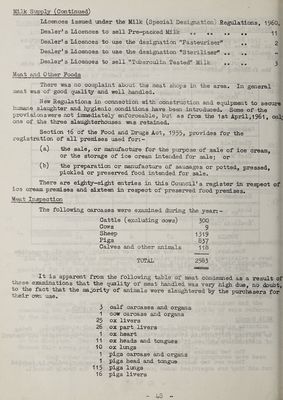 Milk Supply (Continued)
Licences issued under the Milk (Special Designation) Regulations, 1960,
Dealer's Licences to sell Pre-packed Milk .. .. .. .. 11
Dealer's Licences to use the designation "Pasteuriser" .. .. 2
Dealer's Licences to use the designation "Steriliser" .. ..
Dealer's Licences to sell "Tuberculin Tested" Milk .. .. 3
Meat and Other Foods
There was no complaint about the meat shops in the area. In general
meat was of good quality and well handled.
New Regulations in connection with construction and equipment to secure
humane slaughter and hygienic conditions have been introduced. Some of the
provisions were not immediately enforceable, but as from the 1st April, 1961, only
one of the three slaughterhouses was retained.
Section 16 of the Food and Drugs Act, 1955, provides for the
registration of all premises used for:-
(a) the sale, or manufacture for the purpose of sale of ice cream,
or the storage of ice cream intended for sale; or
(b) the preparation or manufacture of sausages or potted, pressed,
pickled or preserved food intended for sale.
There are eighty-eight entries in this Council's register in respect of
ice cream premises and sixteen in respect of preserved food premises.
Meat Inspection
The following carcases were examined during the year:-
Cattle (excluding cows) 300
Cows 9
Sheep 1319
Pigs 837
Calves and other animals 118
TOTAL 2583
It is apparent from the following table of meat condemned as a result of
these examinations that the quality of meat handled was very high due, no doubt,
to the fact that the majority of animals were slaughtered by the purchasers for
their own use.
3 calf carcases and organs
1 cow carcase and organs
25 ox livers
26 ox part livers
1 ox heart
11 ox heads and tongues
10 ox lungs
1 pigs carcase and organs
1 pigs head and tongue
115 pigs lungs
16 pigs livers
- 48 -